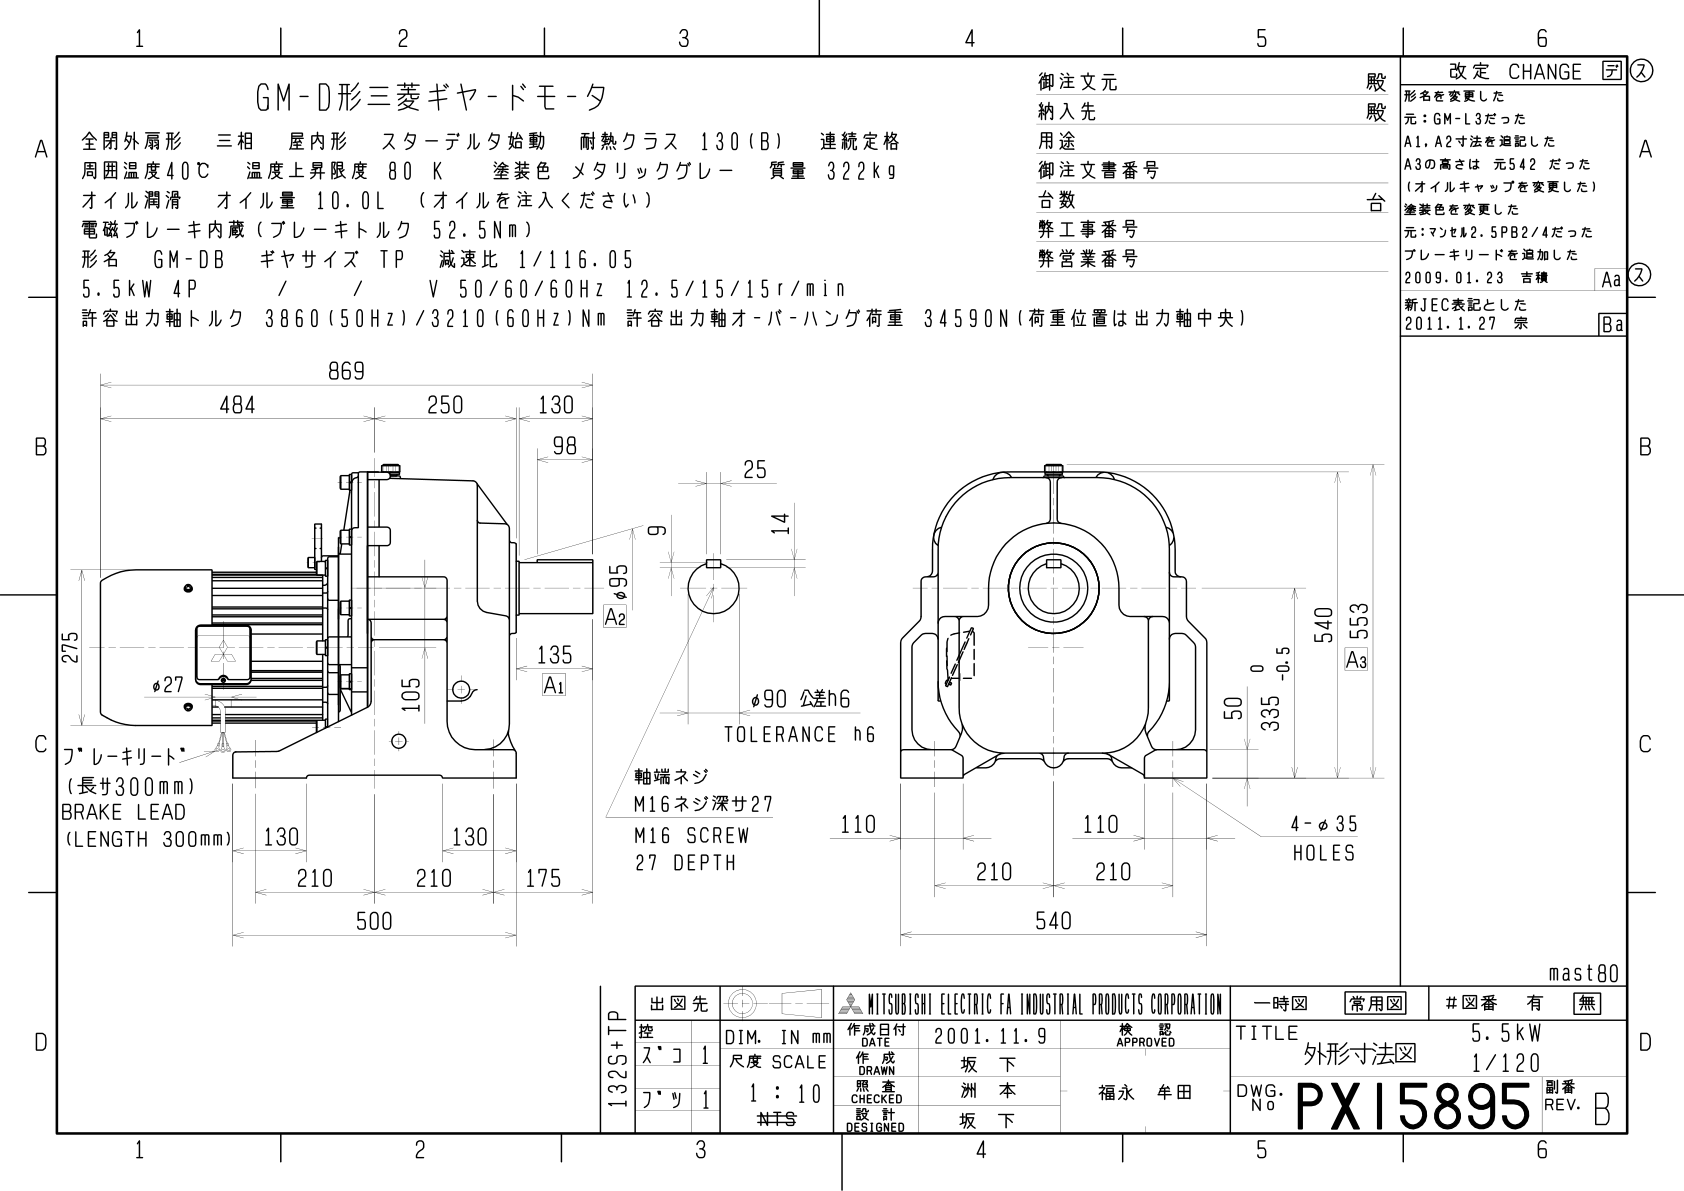 1 2 3 4 5 6
A
B
C
D
A
B
C
D
GM-D形三菱ギヤードモータ
全閉外扇形 三相 屋内形 スターデルタ始動 耐熱クラス 130(B) 連続定格
周囲温度40℃ 温度上昇限度 80 K 塗装色 メタリックグレー 質量 322kg
オイル潤滑 オイル量 10.0L (オイルを注入ください)
電磁ブレーキ内蔵(ブレーキトルク 52.5Nm)
形名 GM-DB ギヤサイズ TP 減速比 1/116.05
5.5kW 4P / / V 50/60/60Hz 12.5/15/15r/min
許容出力軸トルク 3860(50Hz)/3210(60Hz)Nm 許容出力軸オーバーハング荷重 34590N(荷重位置は出力軸中央)
御注文元 殿
納入先 殿
用途
御注文書番号
台数 台
弊工事番号
弊営業番号
改定 CHANGE デ ス
形名を変更した
元:GM-L3だった
A1,A2寸法を追記した
A3の高さは 元542 だった
(オイルキャップを変更した)
塗装色を変更した
元:マンセル2.5PB2/4だった
ブレーキリードを追加した
2009.01.23 吉積 Aa ス
新JEC表記とした
2011.1.27 宗 Ba
869
484 250 130
98
275
φ27
105
φ95
A2
135
A1
ブレーキリード
(長サ300mm)
BRAKE LEAD
(LENGTH 300mm)
130 130
210 210 175
500
25
9
14
φ90 公差h6
TOLERANCE h6
軸端ネジ
M16ネジ深サ27
M16 SCREW
27 DEPTH
540
553
A3
50
335 0 -0.5
110 110
4-φ35
HOLES
210 210
540
mast80
132S+TP
出図先
控
ズコ 1
ブツ 1
DIM. IN mm
尺度 SCALE
1 : 10
NTS
MITSUBISHI ELECTRIC FA INDUSTRIAL PRODUCTS CORPORATION
作成日付
DATE
2001.11.9
検 認
APPROVED
作 成
DRAWN
坂 下
照 査
CHECKED
洲 本
福永 牟田
設 計
DESIGNED
坂 下
一時図 常用図 #図番 有 無
TITLE
外形寸法図
5.5kW
1/120
DWG.
No
PX15895
副番
REV.
B
1 2 3 4 5 6